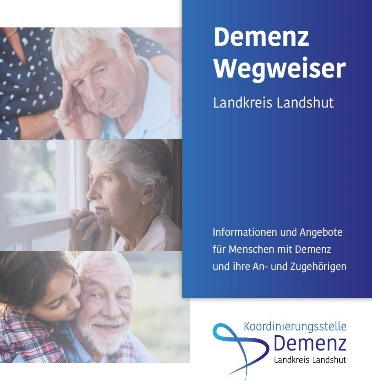 Demenz
Wegweiser
Landkreis Landshut
Informationen und Angebote
für Menschen mit Demenz
und ihre An- und Zugehörigen
Koordinierungsstelle
Demenz
Landkreis Landshut